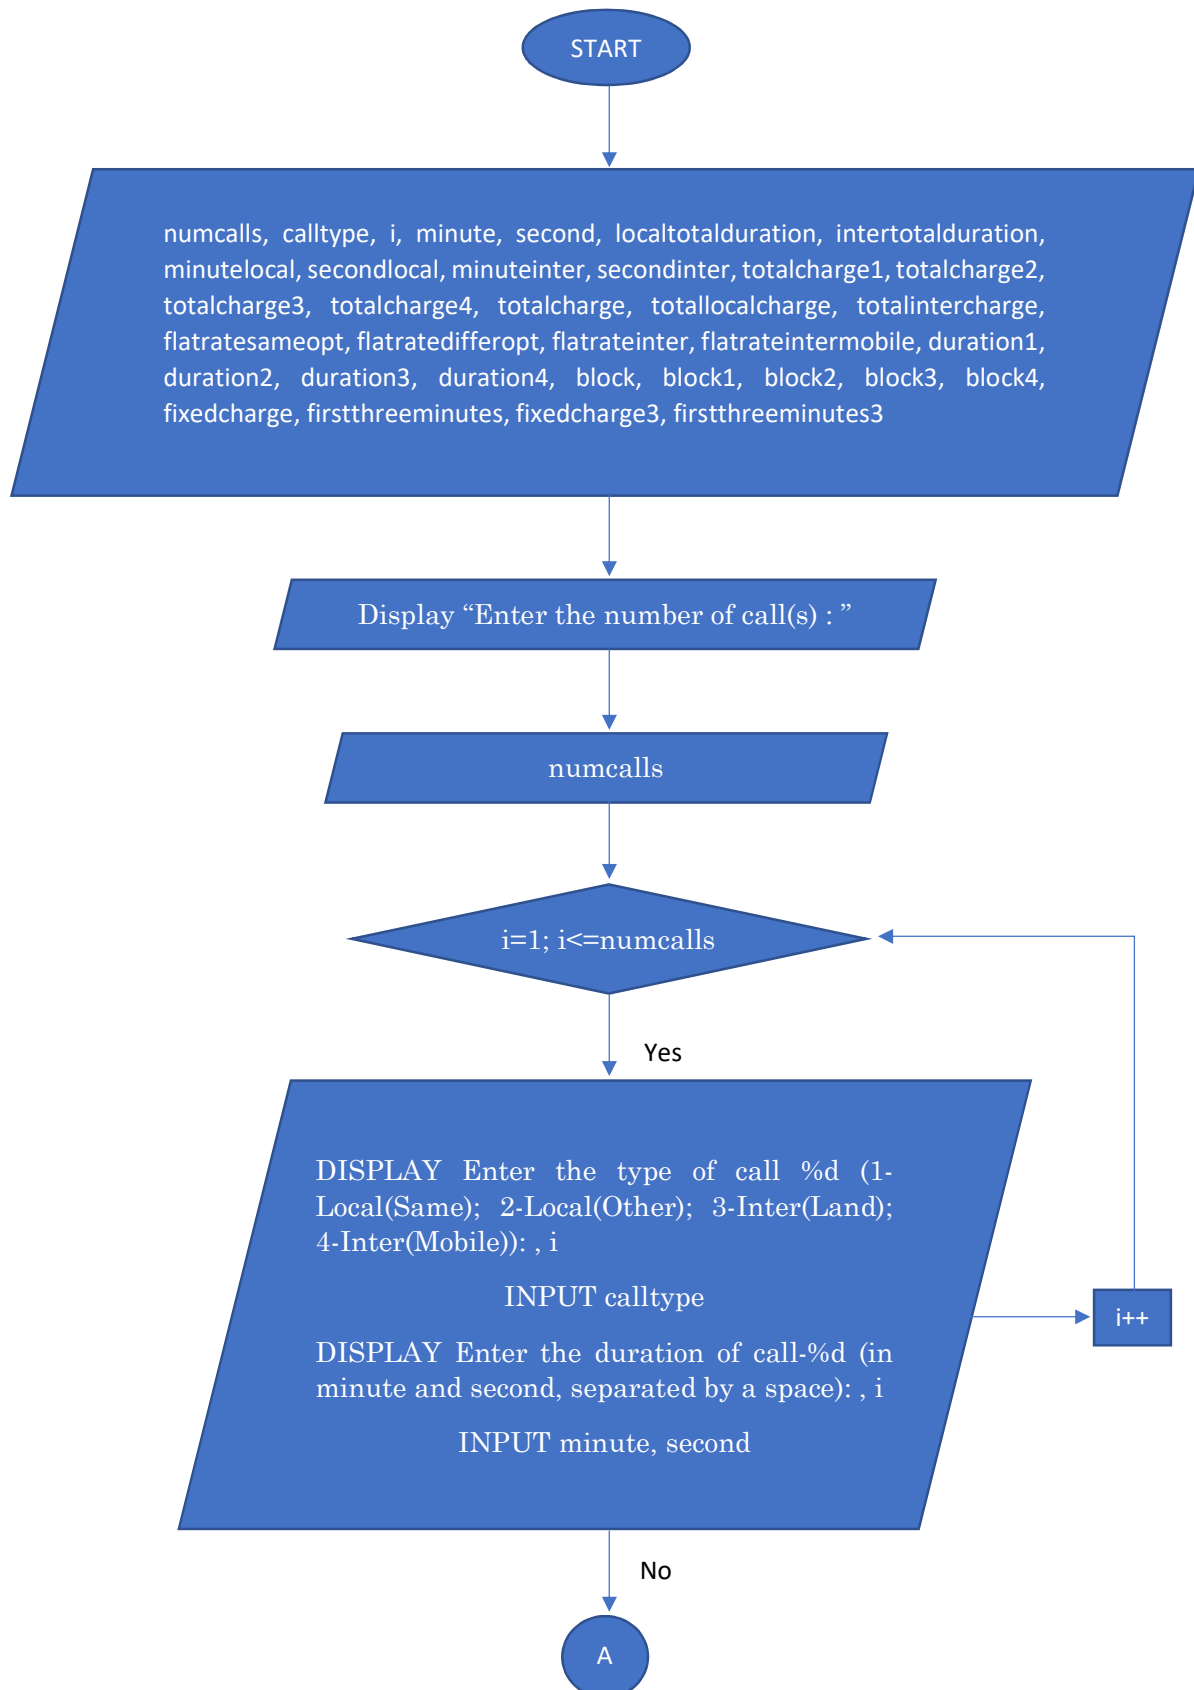 START
numcalls, calltype, i, minute, second, localtotalduration, intertotalduration,
minutelocal, secondlocal, minuteinter, secondinter, totalcharge1, totalcharge2,
totalcharge3, totalcharge4, totalcharge, totallocalcharge, totalintercharge,
flatratesameopt, flatratedifferopt, flatrateinter, flatrateintermobile, duration1,
duration2, duration3, duration4, block, block1, block2, block3, block4,
fixedcharge, firstthreeminutes, fixedcharge3, firstthreeminutes3
Display “Enter the number of call(s) : ”
numcalls
i=1; i<=numcalls
Yes
DISPLAY Enter the type of call %d (1-
Local(Same); 2-Local(Other); 3-Inter(Land);
4-Inter(Mobile)): , i
INPUT calltype
i++
DISPLAY Enter the duration of call-%d (in
minute and second, separated by a space): , i
INPUT minute, second
No
A